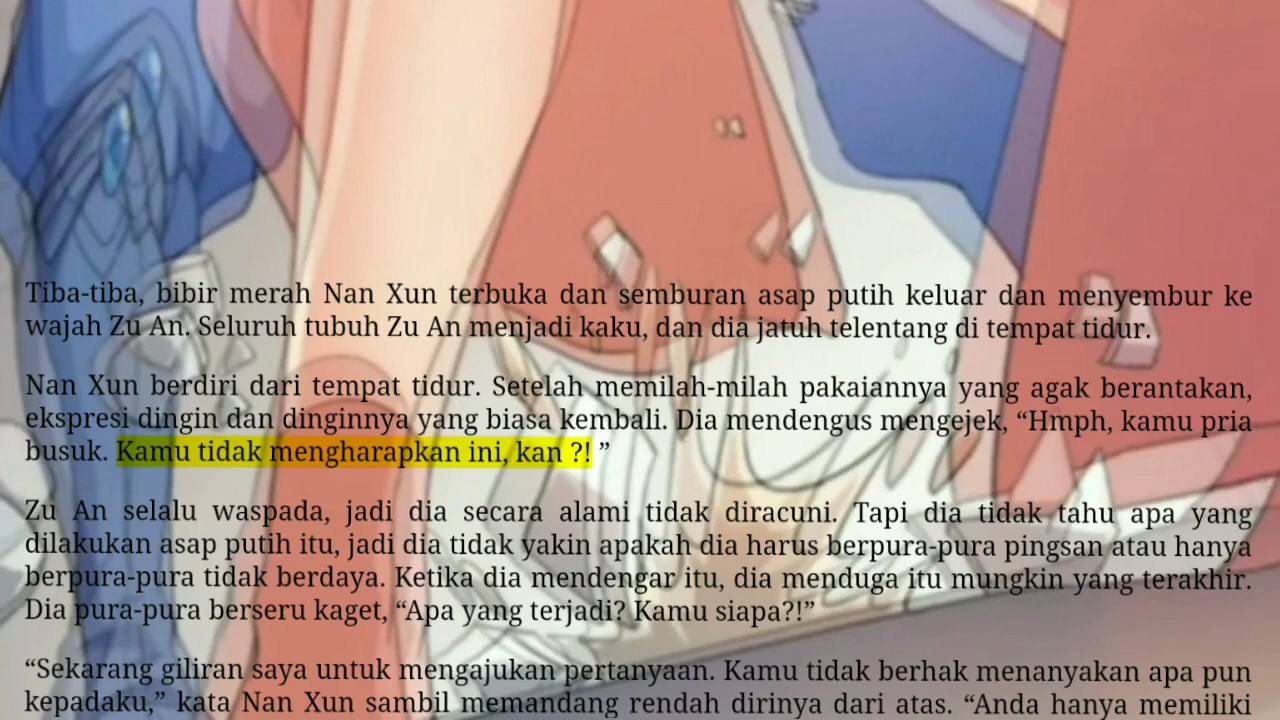 Tiba-tiba, bibir merah Nan Xun terbuka dan semburan asap putih keluar dan menyembur ke
wajah Zu An. Seluruh tubuh Zu An menjadi kaku, dan dia jatuh telentang di tempat tidur.
Nan Xun berdiri dari tempat tidur. Setelah memilah-milah pakaiannya yang agak berantakan,
ekspresi dingin dan dinginnya yang biasa kembali. Dia mendengus mengejek, “Hmph, kamu pria
busuk. Kamu tidak mengharapkan ini, kan ?! ”
Zu An selalu waspada, jadi dia secara alami tidak diracuni. Tapi dia tidak tahu apa yang
dilakukan asap putih itu, jadi dia tidak yakin apakah dia harus berpura-pura pingsan atau hanya
berpura-pura tidak berdaya. Ketika dia mendengar itu, dia menduga itu mungkin yang terakhir.
Dia pura-pura berseru kaget, “Apa yang terjadi? Kamu siapa?!”
“Sekarang giliran saya untuk mengajukan pertanyaan. Kamu tidak berhak menanyakan apa pun
kepadaku,” kata Nan Xun sambil memandang rendah dirinya dari atas. “Anda hanya memiliki